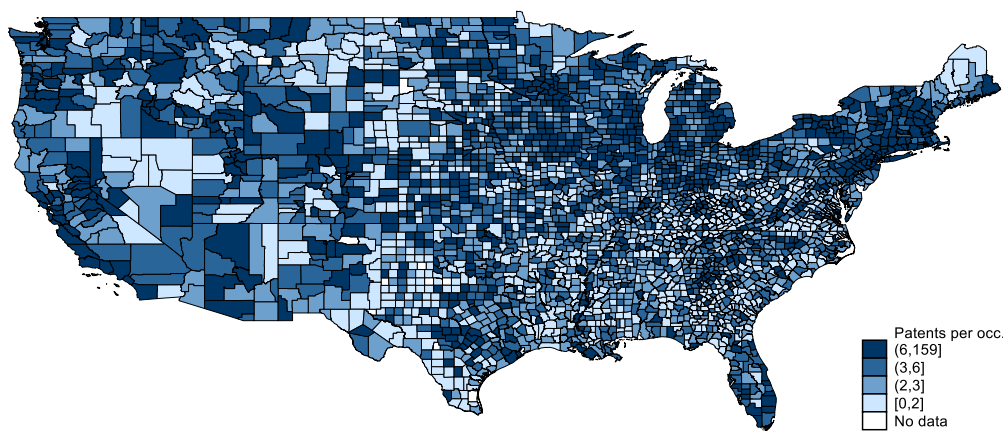 Patents per occ.
(6,159]
(3,6]
(2,3]
[0,2]
No data